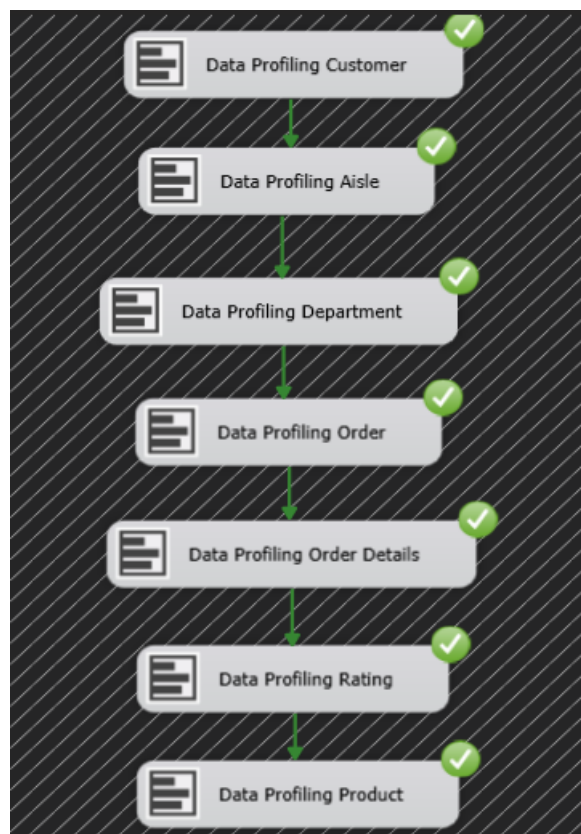 Data Profiling Customer
Data Profiling Aisle
Data Profiling Department
Data Profiling Order
Data Profiling Order Details
Data Profiling Rating
Data Profiling Product